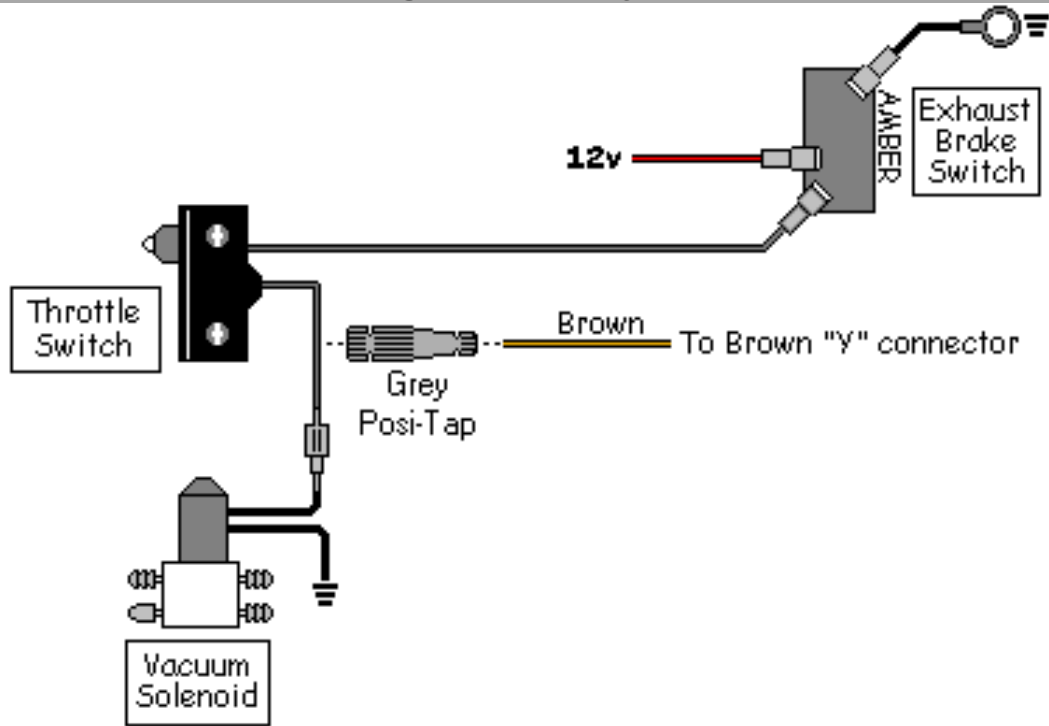 12v
AMBER
Exhaust
Brake
Switch
Throttle
Switch
Brown
To Brown "Y" connector
Grey
Posi-Tap
Vacuum
Solenoid